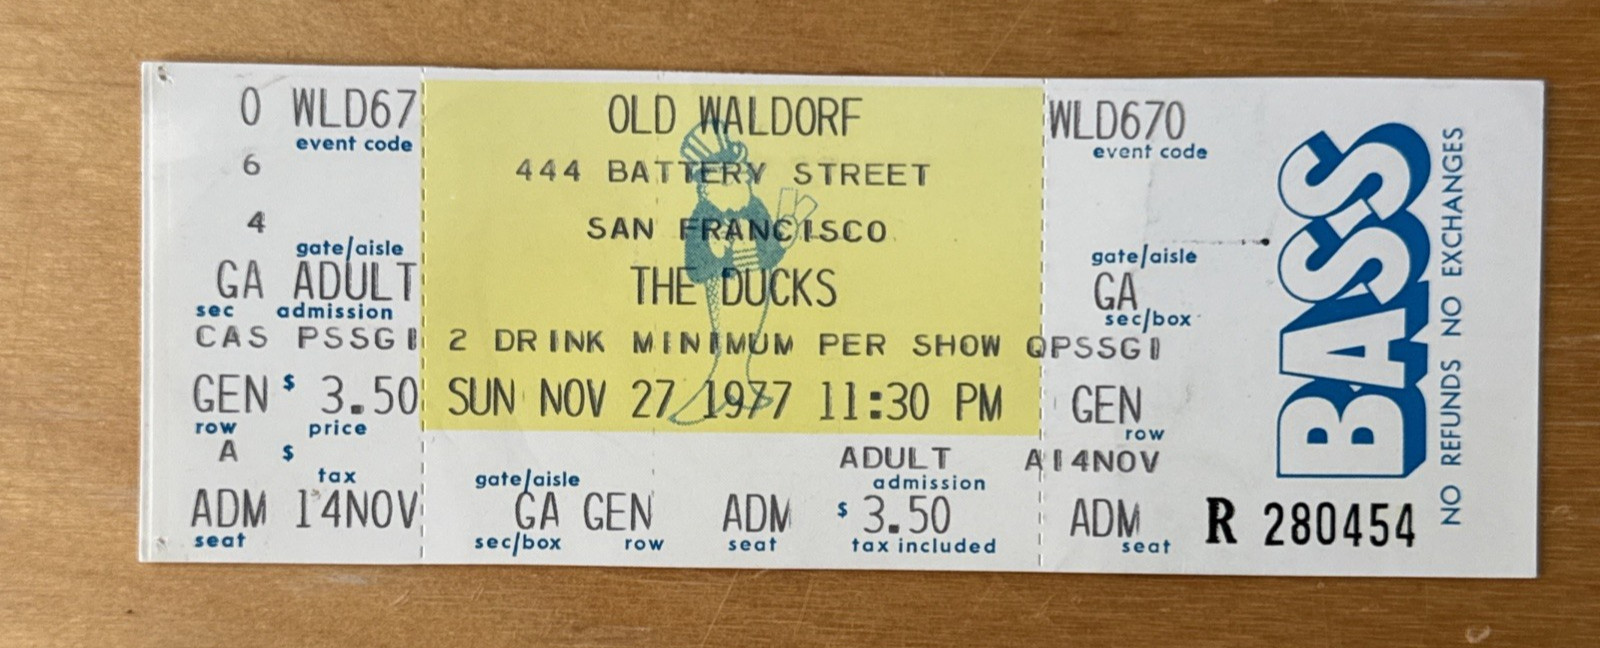 0 WLD67
event code
6
4
gate/aisle
GA ADULT
sec admission
CAS PSSGI
GEN $ 3.50
row price
A $
tax
ADM 14NOV
seat
OLD WALDORF
444 BATTERY STREET
SAN FRANCISCO
THE DUCKS
2 DRINK MINIMUM PER SHOW
SUN NOV 27 1977 11:30 PM
ADULT
gate/aisle admission
GA GEN ADM $ 3.50
sec/box row seat tax included
WLD670
event code
gate/aisle
GA
sec/box
QPSSGI
GEN
row
A14NOV
ADM R 280454
seat
BASS
NO REFUNDS NO EXCHANGES